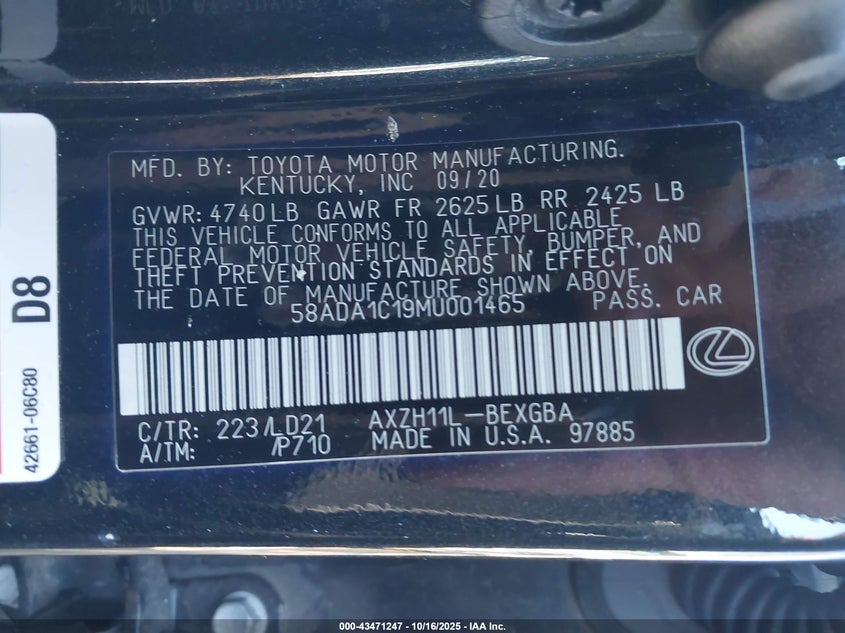 MFD. BY: TOYOTA MOTOR MANUFACTURING.
KENTUCKY, INC 09/20
GVWR: 4740LB GAWR FR 2625LB RR 2425 LB
THIS VEHICLE CONFORMS TO ALL APPLICABLE
FEDERAL MOTOR VEHICLE SAFETY, BUMPER, AND
THEFT PREVENTION STANDARDS IN EFFECT ON
THE DATE OF MANUFACTURE SHOWN ABOVE.
58ADA1C19MU001465 PASS. CAR
C/TR: 223/LD21 AXZH11L-BEXGBA
A/TM: /P710 MADE IN U.S.A. 97885
D8
42661-06C80
000-43471247 - 10/16/2025 - IAA Inc.